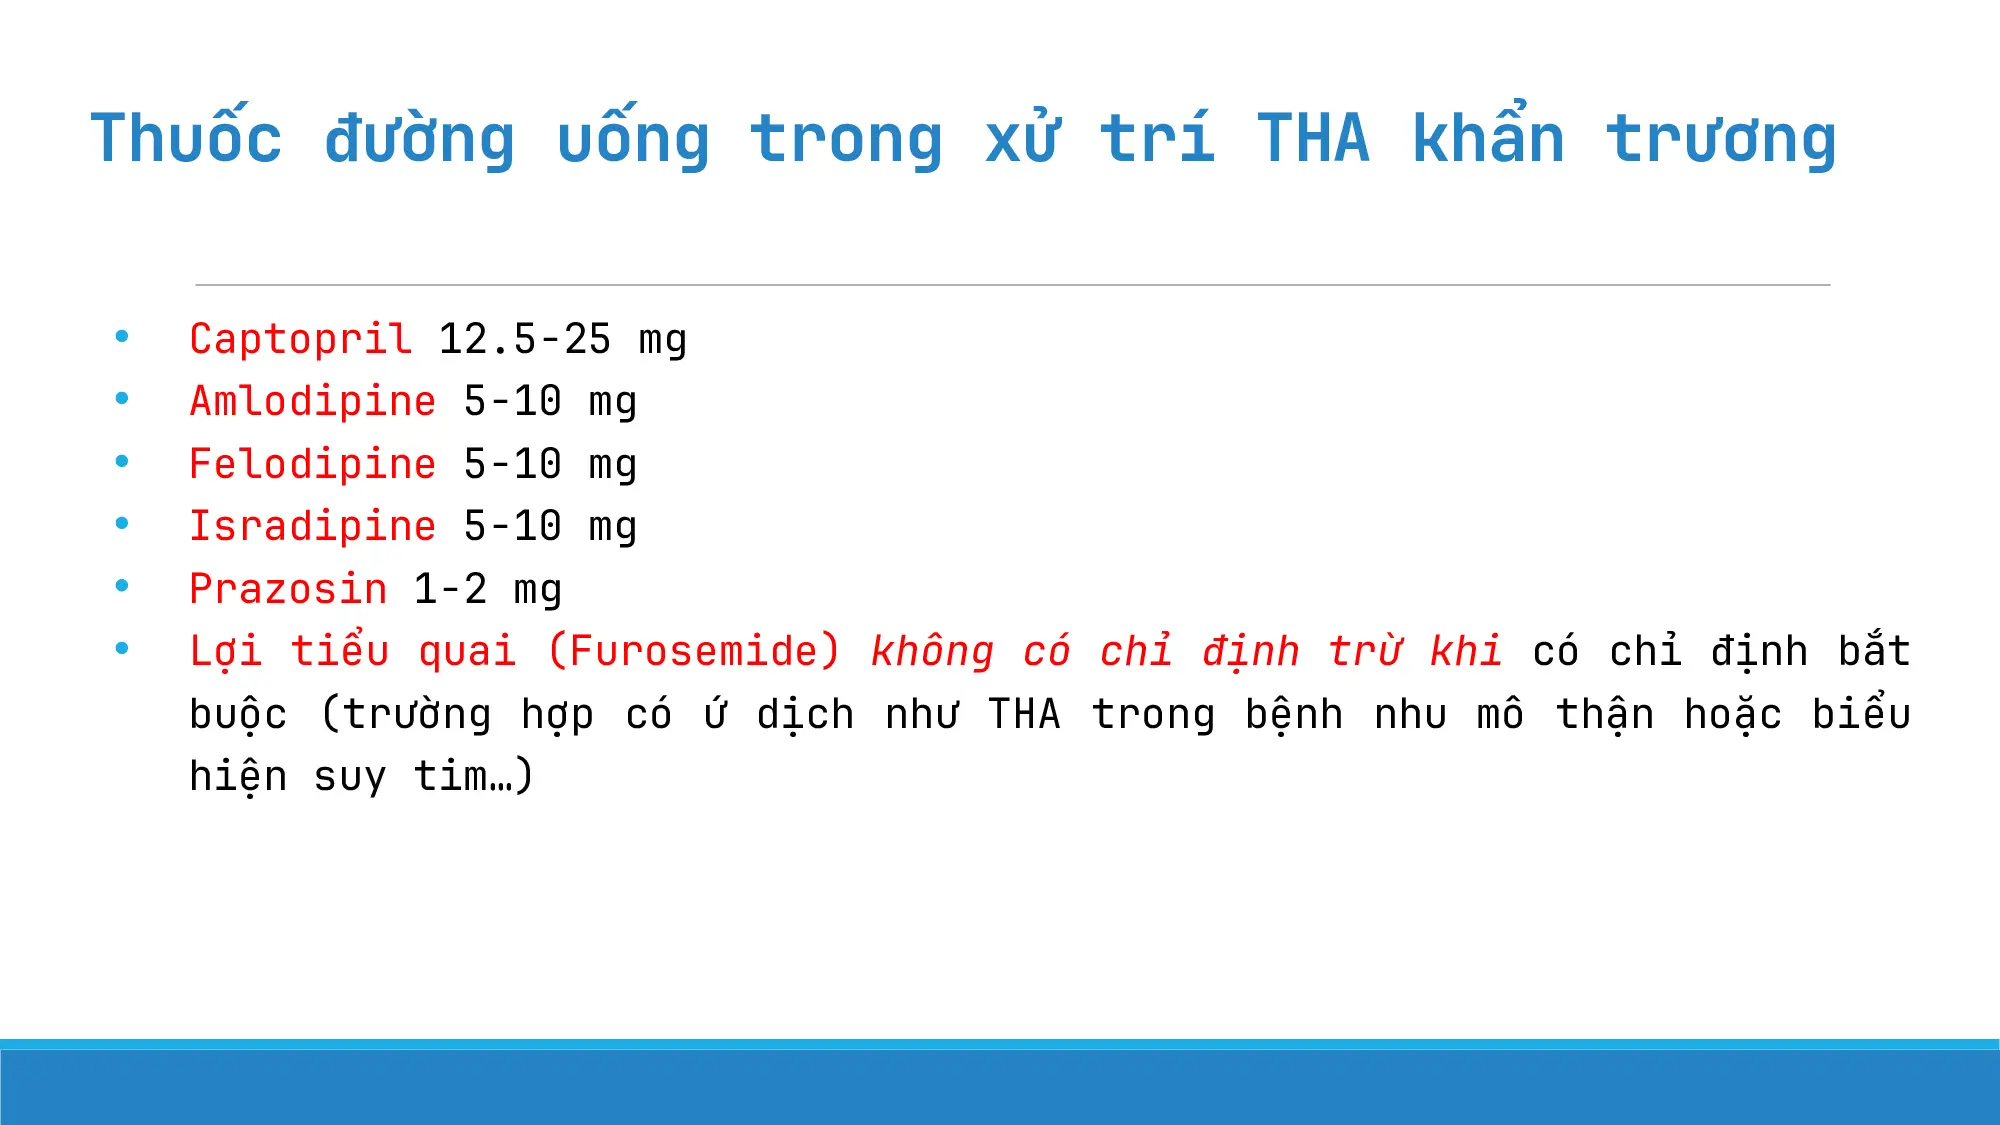 Thuốc đường uống trong xử trí THA khẩn trương
• Captopril 12.5-25 mg
• Amlodipine 5-10 mg
• Felodipine 5-10 mg
• Isradipine 5-10 mg
• Prazosin 1-2 mg
• Lợi tiểu quai (Furosemide) không có chỉ định trừ khi có chỉ định bắt
buộc (trường hợp có ứ dịch như THA trong bệnh nhu mô thận hoặc biểu
hiện suy tim…)